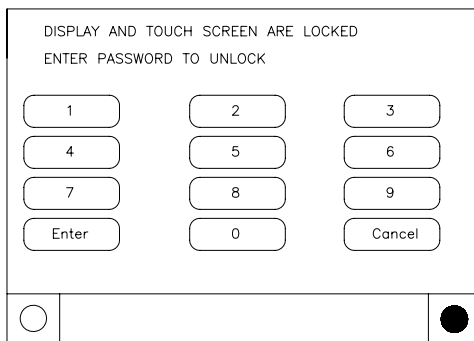 DISPLAY AND TOUCH SCREEN ARE LOCKED
ENTER PASSWORD TO UNLOCK
1 2 3
4 5 6
7 8 9
Enter 0 Cancel